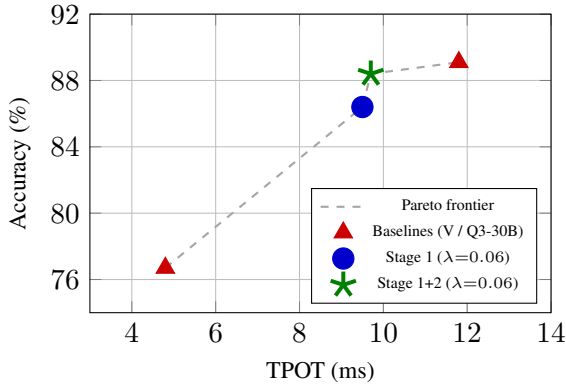 92
88
84
80
76
Accuracy (%)
4
6
8
10
12
14
TPOT (ms)
Pareto frontier
Baselines (V / Q3-30B)
Stage 1 (λ=0.06)
Stage 1+2 (λ=0.06)